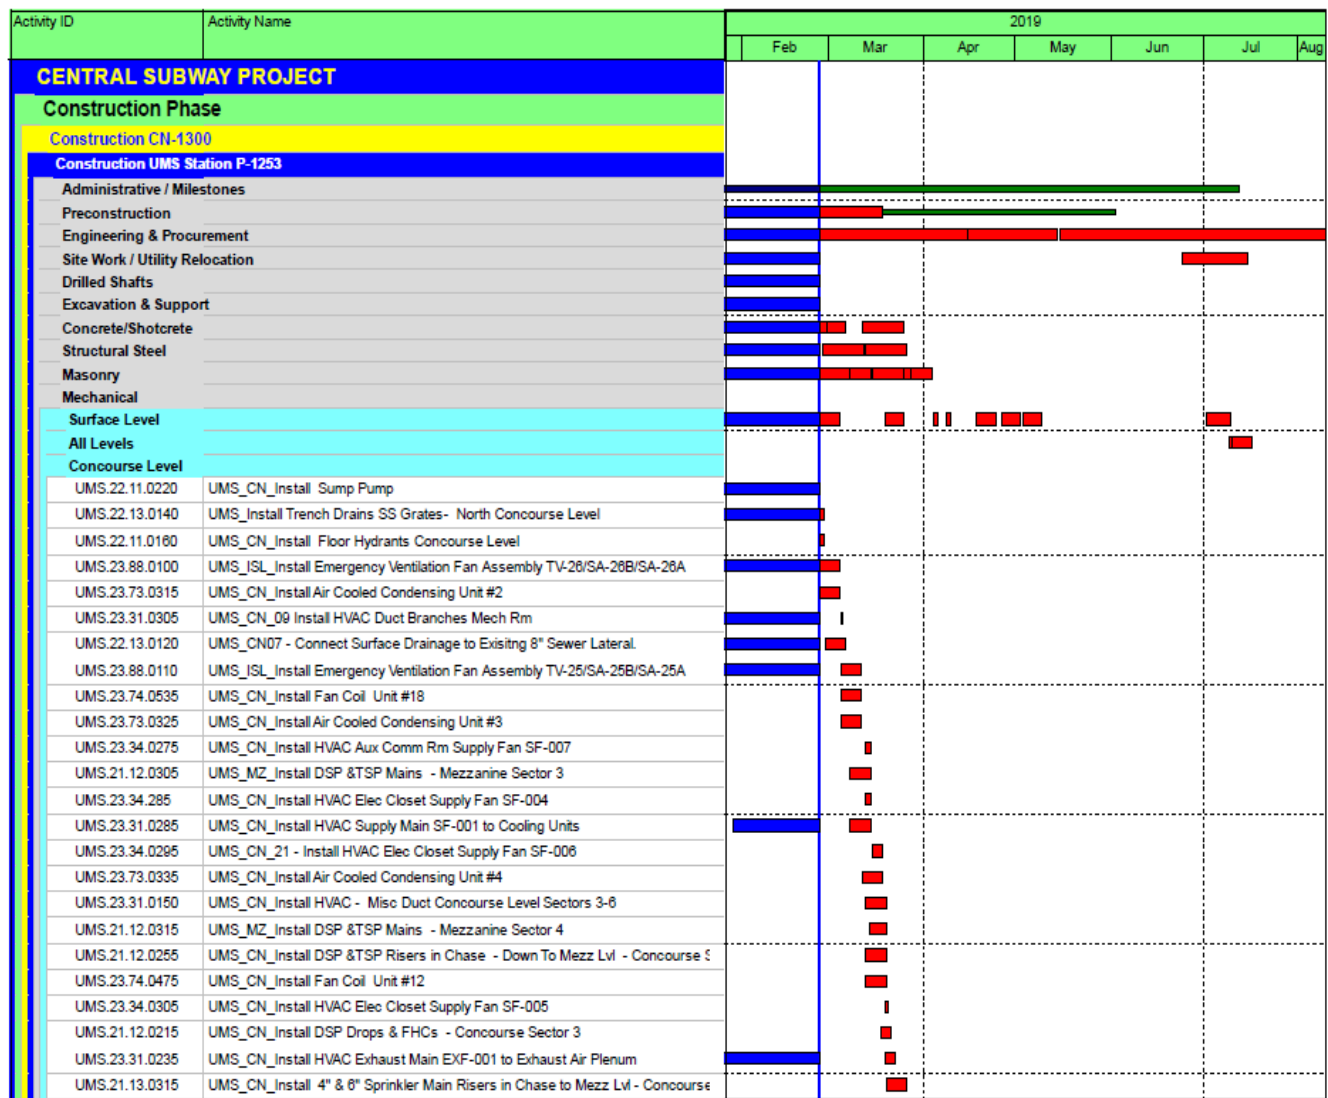 Activity ID Activity Name 2019
Feb Mar Apr May Jun Jul Aug
CENTRAL SUBWAY PROJECT
Construction Phase
Construction CN-1300
Construction UMS Station P-1253
Administrative / Milestones
Preconstruction
Engineering & Procurement
Site Work / Utility Relocation
Drilled Shafts
Excavation & Support
Concrete/Shotcrete
Structural Steel
Masonry
Mechanical
Surface Level
All Levels
Concourse Level
UMS.22.11.0220 UMS_CN_Install Sump Pump
UMS.22.13.0140 UMS_Install Trench Drains SS Grates- North Concourse Level
UMS.22.11.0160 UMS_CN_Install Floor Hydrants Concourse Level
UMS.23.88.0100 UMS_ISL_Install Emergency Ventilation Fan Assembly TV-26/SA-26B/SA-26A
UMS.23.73.0315 UMS_CN_Install Air Cooled Condensing Unit #2
UMS.23.31.0305 UMS_CN_09 Install HVAC Duct Branches Mech Rm
UMS.22.13.0120 UMS_CN07 - Connect Surface Drainage to Exisitng 8" Sewer Lateral.
UMS.23.88.0110 UMS_ISL_Install Emergency Ventilation Fan Assembly TV-25/SA-25B/SA-25A
UMS.23.74.0535 UMS_CN_Install Fan Coil Unit #18
UMS.23.73.0325 UMS_CN_Install Air Cooled Condensing Unit #3
UMS.23.34.0275 UMS_CN_Install HVAC Aux Comm Rm Supply Fan SF-007
UMS.21.12.0305 UMS_MZ_Install DSP &TSP Mains - Mezzanine Sector 3
UMS.23.34.285 UMS_CN_Install HVAC Elec Closet Supply Fan SF-004
UMS.23.31.0285 UMS_CN_Install HVAC Supply Main SF-001 to Cooling Units
UMS.23.34.0295 UMS_CN_21 - Install HVAC Elec Closet Supply Fan SF-006
UMS.23.73.0335 UMS_CN_Install Air Cooled Condensing Unit #4
UMS.23.31.0150 UMS_CN_Install HVAC - Misc Duct Concourse Level Sectors 3-6
UMS.21.12.0315 UMS_MZ_Install DSP &TSP Mains - Mezzanine Sector 4
UMS.21.12.0255 UMS_CN_Install DSP &TSP Risers in Chase - Down To Mezz Lvl - Concourse S
UMS.23.74.0475 UMS_CN_Install Fan Coil Unit #12
UMS.23.34.0305 UMS_CN_Install HVAC Elec Closet Supply Fan SF-005
UMS.21.12.0215 UMS_CN_Install DSP Drops & FHCs - Concourse Sector 3
UMS.23.31.0235 UMS_CN_Install HVAC Exhaust Main EXF-001 to Exhaust Air Plenum
UMS.21.13.0315 UMS_CN_Install 4" & 6" Sprinkler Main Risers in Chase to Mezz Lvl - Concourse